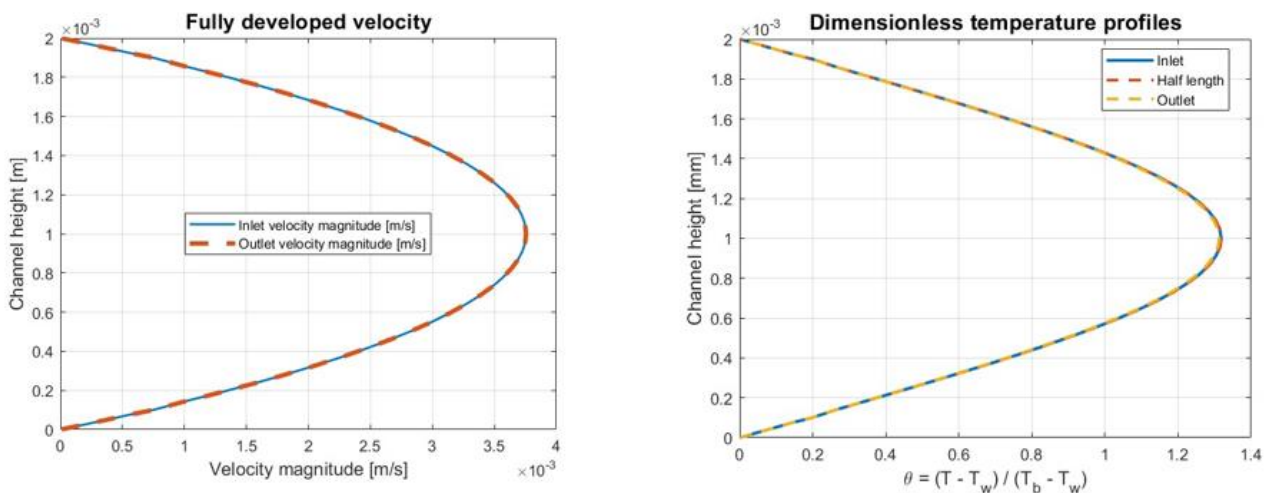 Fully developed velocity
×10⁻³
2
1.8
1.6
1.4
1.2
1
0.8
0.6
0.4
0.2
0
Channel height [m]
Inlet velocity magnitude [m/s]
Outlet velocity magnitude [m/s]
0 0.5 1 1.5 2 2.5 3 3.5 4
Velocity magnitude [m/s]
×10⁻³
Dimensionless temperature profiles
×10⁻³
2
1.8
1.6
1.4
1.2
1
0.8
0.6
0.4
0.2
0
Channel height [mm]
Inlet
Half length
Outlet
0 0.2 0.4 0.6 0.8 1 1.2 1.4
θ = (T - T_w) / (T_b - T_w)